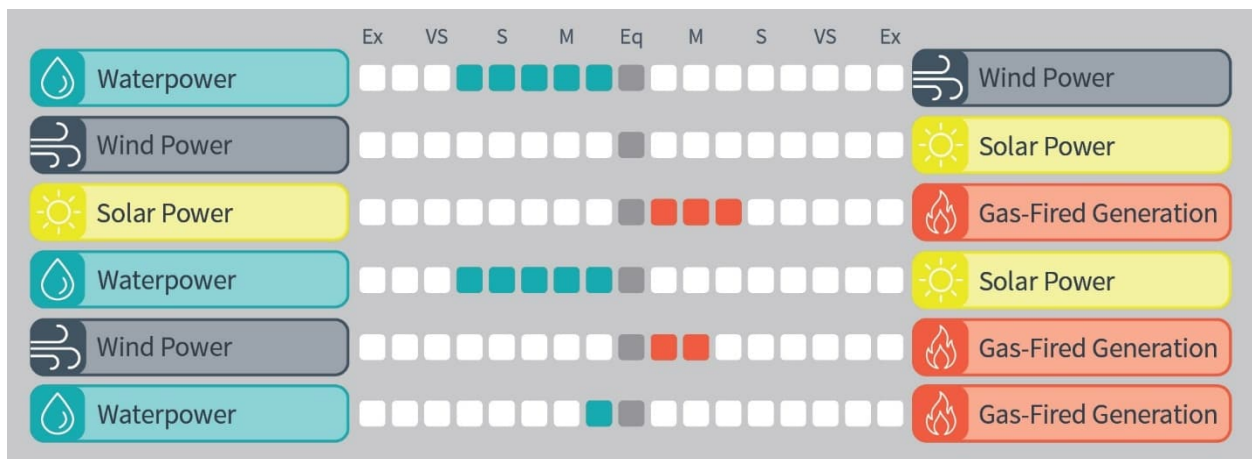 Ex VS S M Eq M S VS Ex
Waterpower Wind Power
Wind Power Solar Power
Solar Power Gas-Fired Generation
Waterpower Solar Power
Wind Power Gas-Fired Generation
Waterpower Gas-Fired Generation